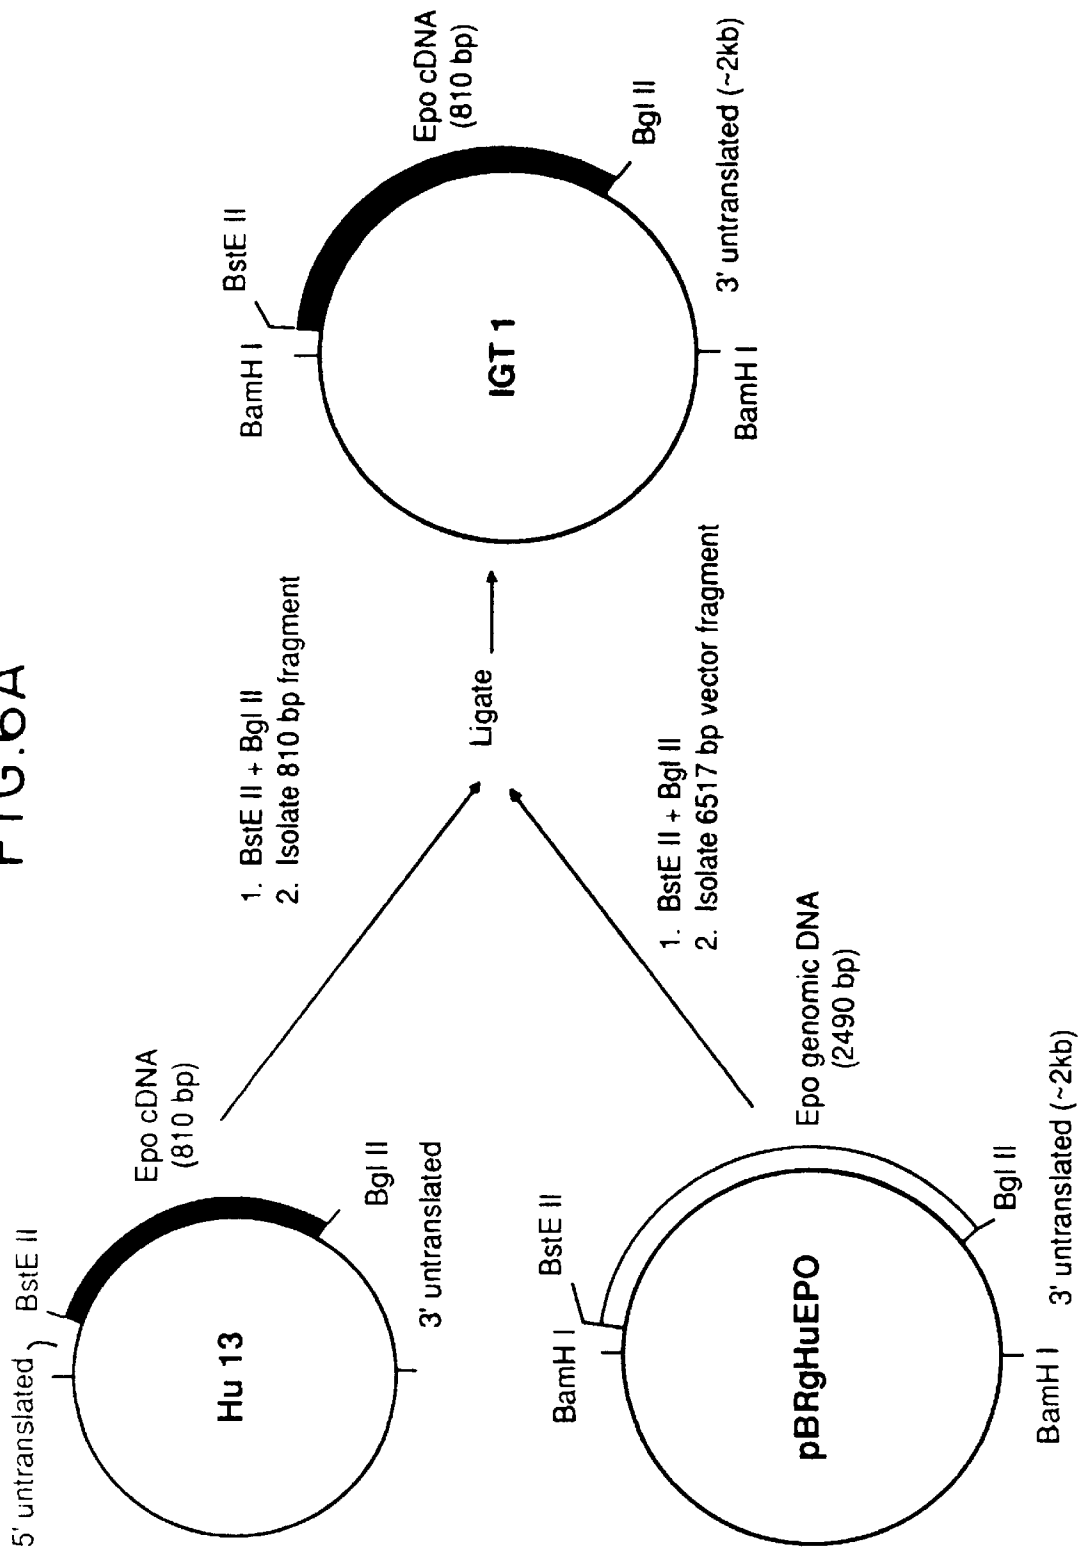 FIG.6A
5' untranslated
BstE II
Epo cDNA
(810 bp)
Hu 13
Bgl II
3' untranslated
1. BstE II + Bgl II
2. Isolate 810 bp fragment
BamH I
BstE II
Epo genomic DNA
(2490 bp)
pBRgHuEPO
Bgl II
BamH I
3' untranslated (~2kb)
1. BstE II + Bgl II
2. Isolate 6517 bp vector fragment
Ligate
BamH I
BstE II
Epo cDNA
(810 bp)
IGT 1
Bgl II
BamH I
3' untranslated (~2kb)